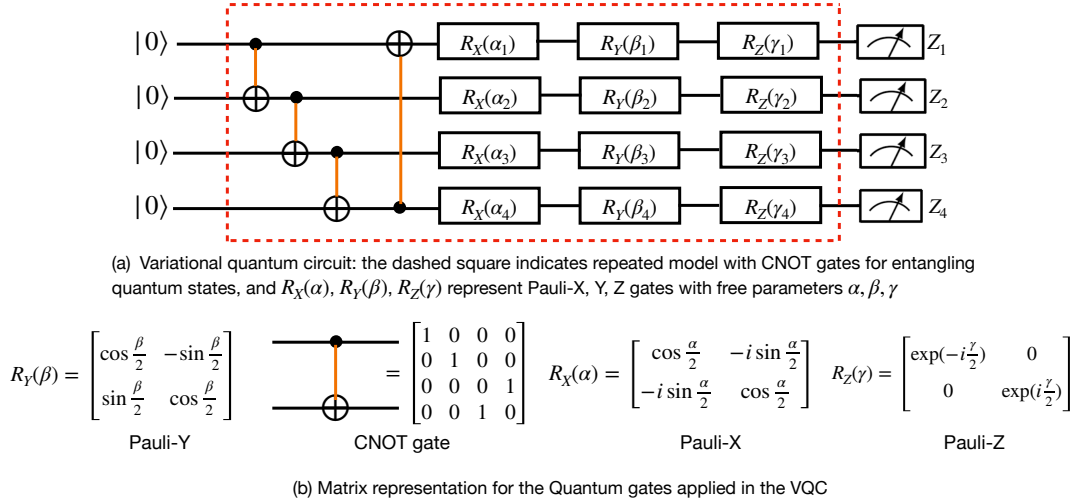 |0⟩ R_X(α_1) R_Y(β_1) R_Z(γ_1) Z_1
|0⟩ R_X(α_2) R_Y(β_2) R_Z(γ_2) Z_2
|0⟩ R_X(α_3) R_Y(β_3) R_Z(γ_3) Z_3
|0⟩ R_X(α_4) R_Y(β_4) R_Z(γ_4) Z_4
(a) Variational quantum circuit: the dashed square indicates repeated model with CNOT gates for entangling
quantum states, and R_X(α), R_Y(β), R_Z(γ) represent Pauli-X, Y, Z gates with free parameters α, β, γ
R_Y(β) = [cos β/2 −sin β/2; sin β/2 cos β/2]
= [1 0 0 0; 0 1 0 0; 0 0 0 1; 0 0 1 0]
R_X(α) = [cos α/2 −i sin α/2; −i sin α/2 cos α/2]
R_Z(γ) = [exp(−i γ/2) 0; 0 exp(i γ/2)]
Pauli-Y CNOT gate Pauli-X Pauli-Z
(b) Matrix representation for the Quantum gates applied in the VQC